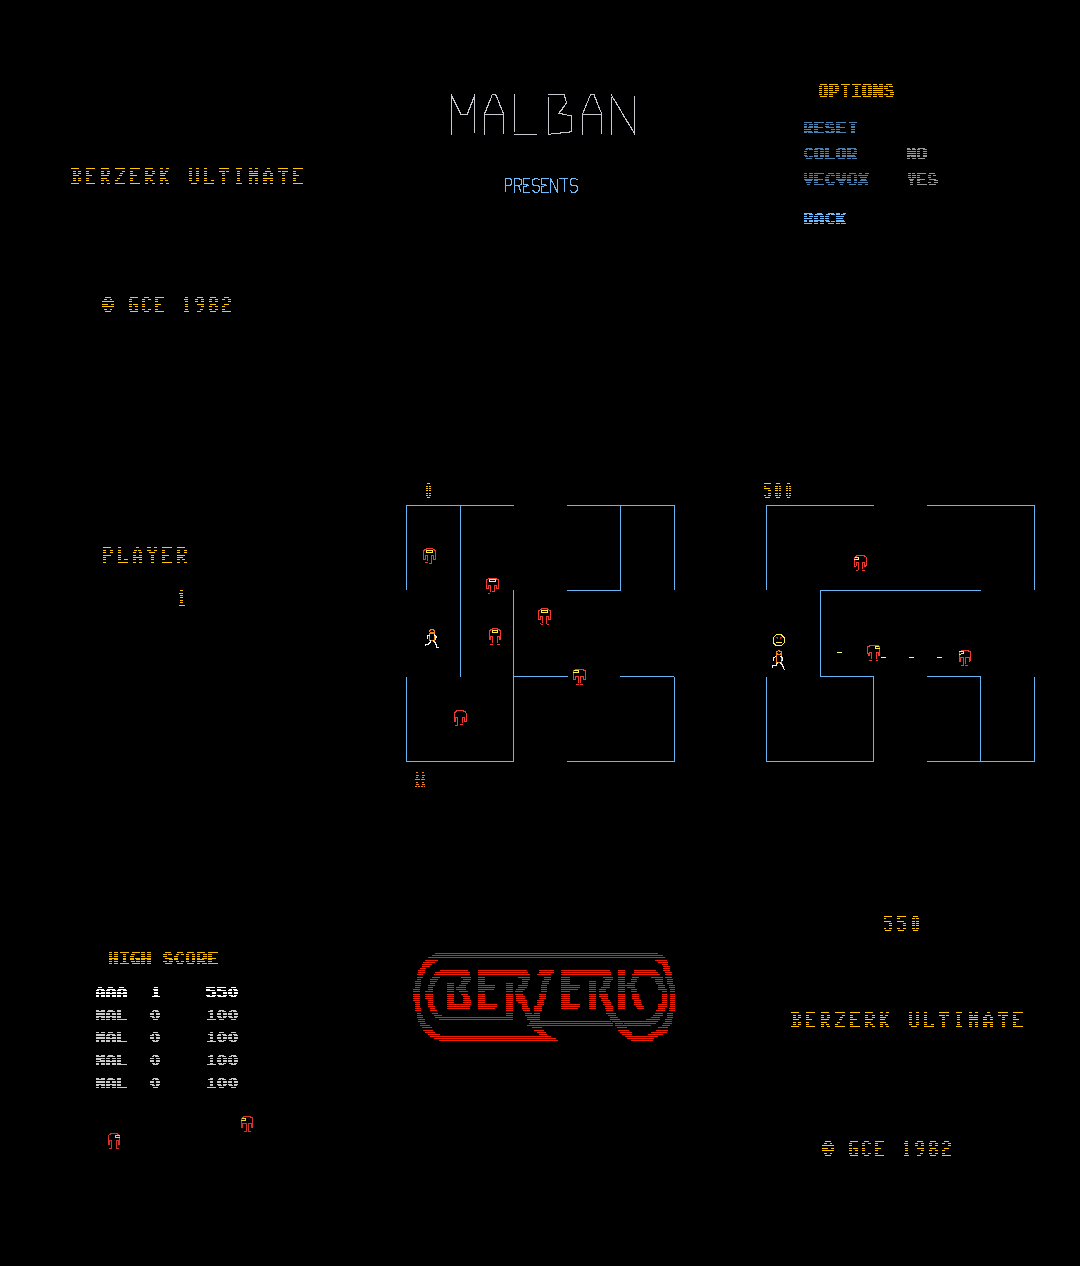 BERZERK ULTIMATE
© GCE 1982
MALBAN
PRESENTS
OPTIONS
RESET
COLOR NO
VECVOX YES
BACK
PLAYER
1
0
500
HIGH SCORE
AAA 1 550
MAL 0 100
MAL 0 100
MAL 0 100
MAL 0 100
BERZERK
550
BERZERK ULTIMATE
© GCE 1982